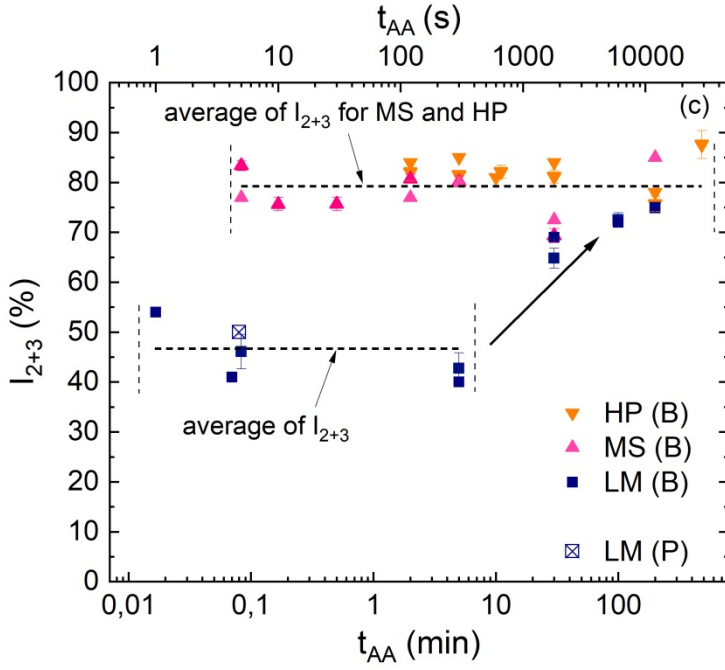 t_AA (s)
1 10 100 1000 10000
(c)
100
90
80
70
60
50
40
30
20
10
0
I_2+3 (%)
average of I_2+3 for MS and HP
average of I_2+3
HP (B)
MS (B)
LM (B)
LM (P)
0,01 0,1 1 10 100
t_AA (min)